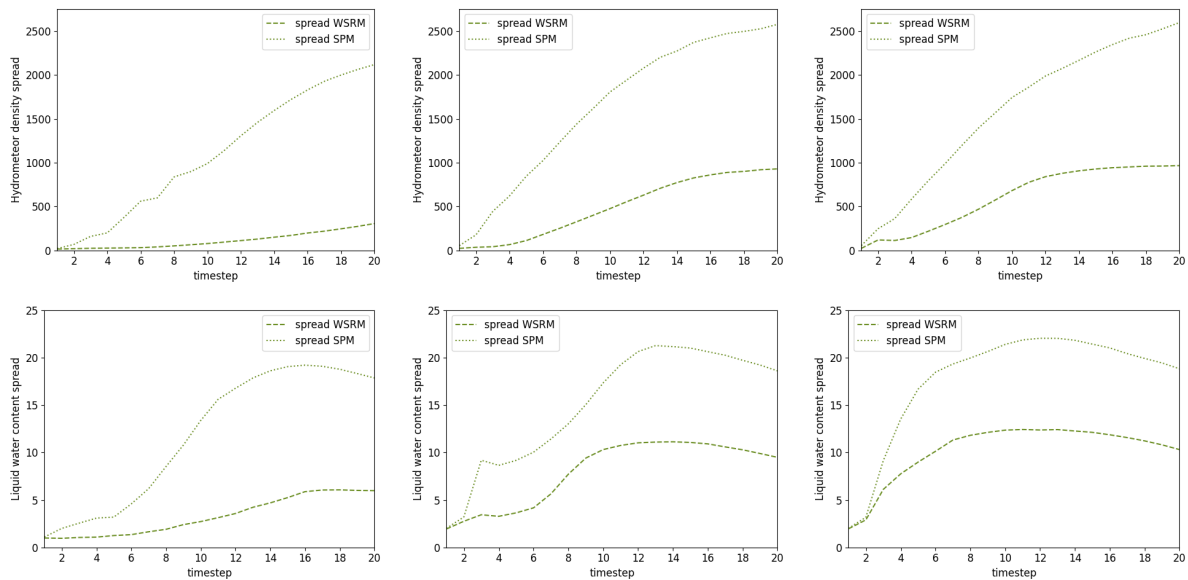 2500
2000
1500
1000
500
0
Hydrometeor density spread
spread WSRM
spread SPM
2 4 6 8 10 12 14 16 18 20
timestep
2500
2000
1500
1000
500
0
Hydrometeor density spread
spread WSRM
spread SPM
2 4 6 8 10 12 14 16 18 20
timestep
2500
2000
1500
1000
500
0
Hydrometeor density spread
spread WSRM
spread SPM
2 4 6 8 10 12 14 16 18 20
timestep
25
20
15
10
5
0
Liquid water content spread
spread WSRM
spread SPM
2 4 6 8 10 12 14 16 18 20
timestep
25
20
15
10
5
0
Liquid water content spread
spread WSRM
spread SPM
2 4 6 8 10 12 14 16 18 20
timestep
25
20
15
10
5
0
Liquid water content spread
spread WSRM
spread SPM
2 4 6 8 10 12 14 16 18 20
timestep